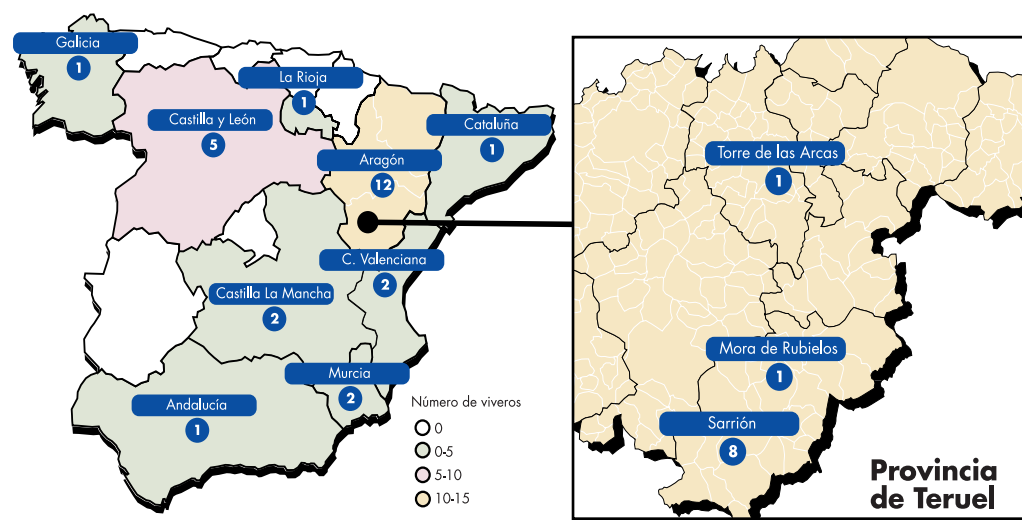 Galicia
1
La Rioja
1
Castilla y León
5
Cataluña
1
Aragón
12
C. Valenciana
2
Castilla La Mancha
2
Murcia
2
Andalucía
1
Número de viveros
0
0-5
5-10
10-15
Torre de las Arcas
1
Mora de Rubielos
1
Sarrión
8
Provincia
de Teruel